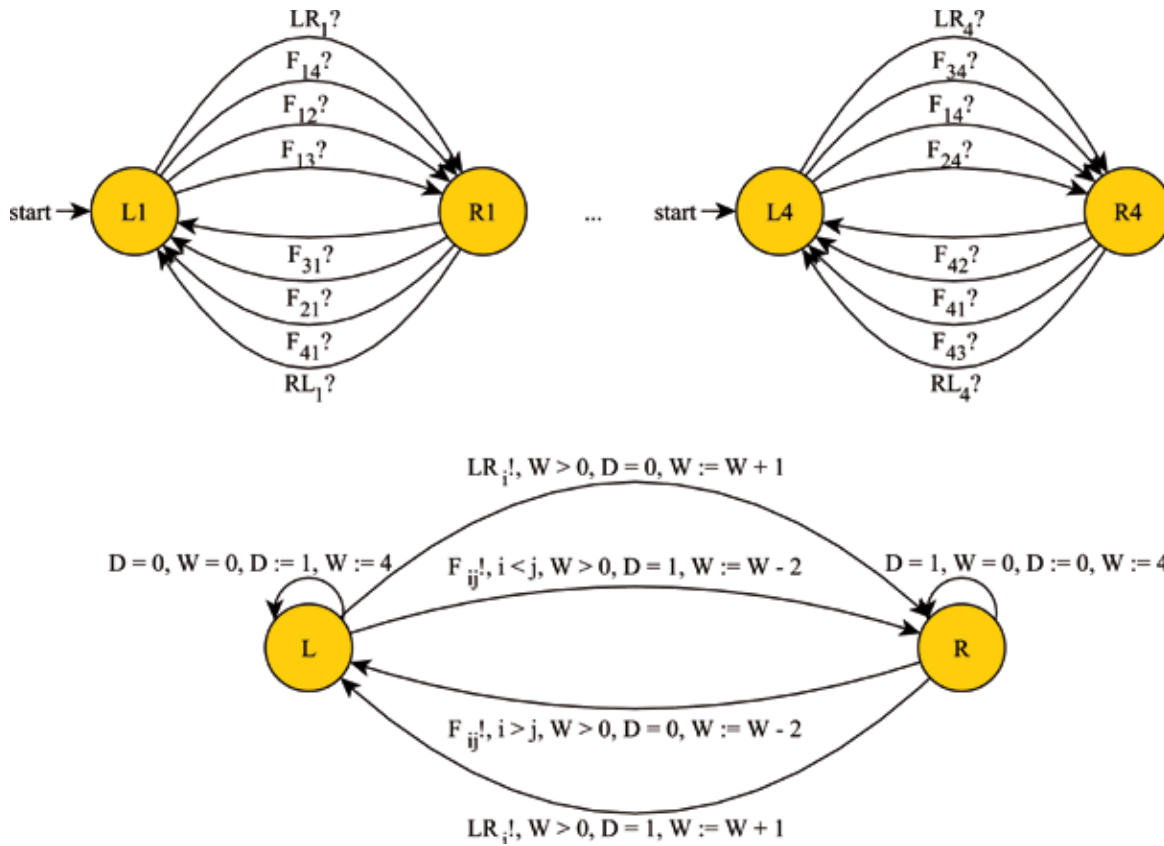 LR1? LR4?
F14? F34?
F12? F14?
F13? F24?
start L1 R1 ... start L4 R4
F31? F42?
F21? F41?
F41? F43?
RL1? RL4?
LRi!, W > 0, D = 0, W := W + 1
D = 0, W = 0, D := 1, W := 4 Fij!, i < j, W > 0, D = 1, W := W - 2 D = 1, W = 0, D := 0, W := 4
L R
Fij!, i > j, W > 0, D = 0, W := W - 2
LRi!, W > 0, D = 1, W := W + 1